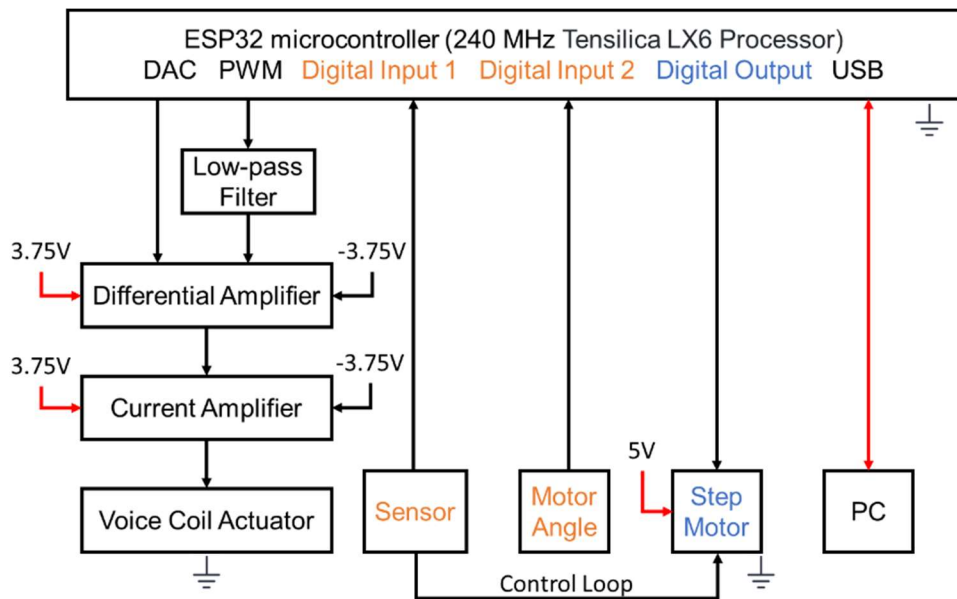 ESP32 microcontroller (240 MHz Tensilica LX6 Processor)
DAC PWM Digital Input 1 Digital Input 2 Digital Output USB
Low-pass
Filter
3.75V
-3.75V
Differential Amplifier
3.75V
-3.75V
Current Amplifier
5V
Voice Coil Actuator
Sensor
Motor
Angle
Step
Motor
PC
Control Loop